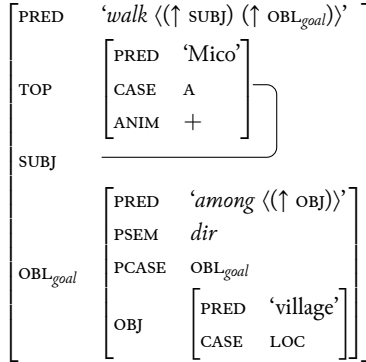 PRED ‘walk ⟨(↑ SUBJ) (↑ OBLgoal)⟩’
TOP
PRED ‘Mico’
CASE A
ANIM +
SUBJ
OBLgoal
PRED ‘among ⟨(↑ OBJ)⟩’
PSEM dir
PCASE OBLgoal
OBJ
PRED ‘village’
CASE LOC